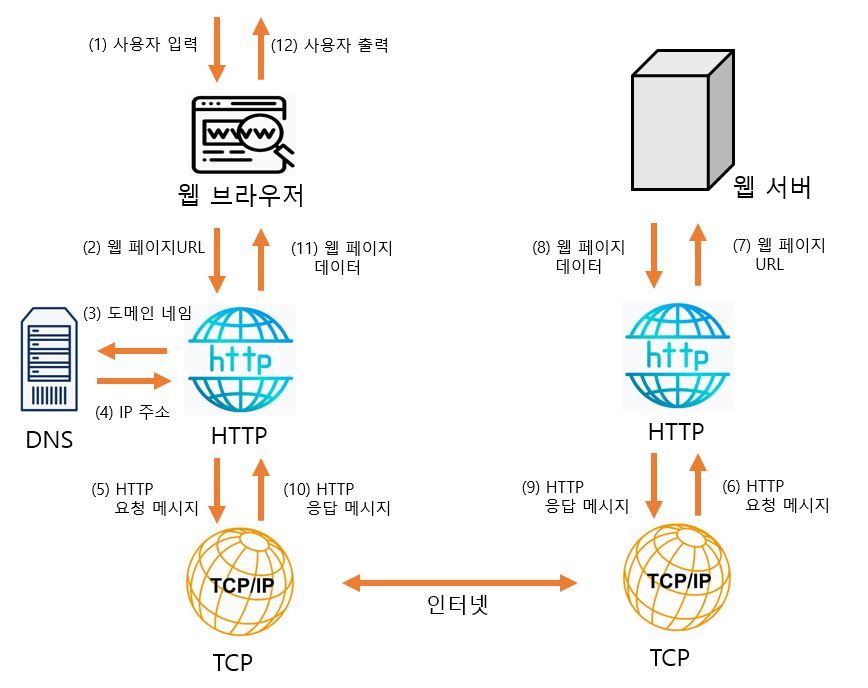 (1) 사용자 입력
(12) 사용자 출력
www
웹 브라우저
웹 서버
(2) 웹 페이지URL
(11) 웹 페이지
데이터
(8) 웹 페이지
데이터
(7) 웹 페이지
URL
(3) 도메인 네임
http
http
(4) IP 주소
DNS
HTTP
HTTP
(5) HTTP
요청 메시지
(10) HTTP
응답 메시지
(9) HTTP
응답 메시지
(6) HTTP
요청 메시지
TCP/IP
TCP/IP
인터넷
TCP
TCP